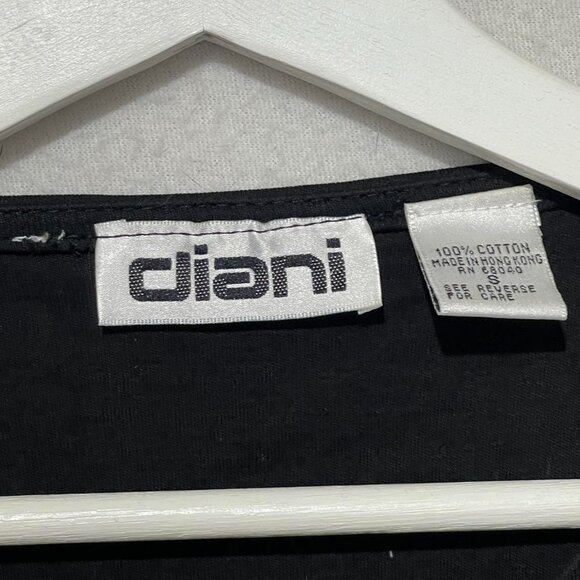 diani
100% COTTON
MADE IN HONG KONG
RN 68040
S
SEE REVERSE
FOR CARE